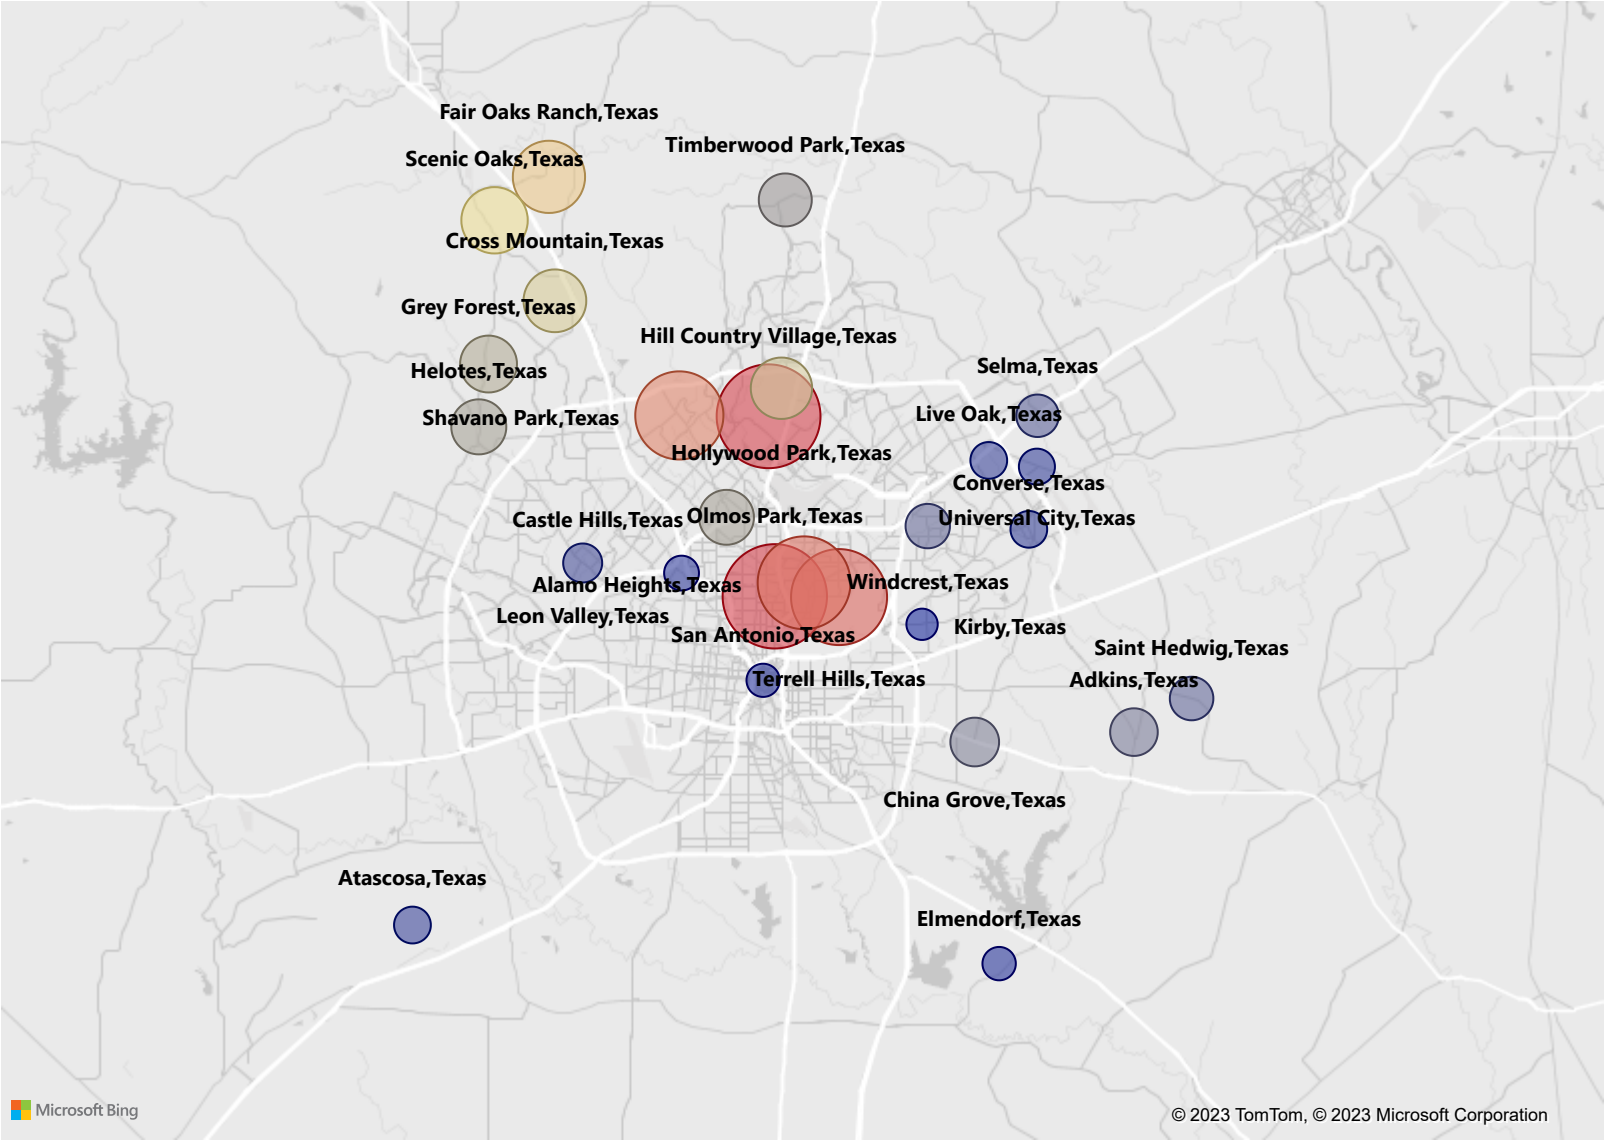 Fair Oaks Ranch,Texas
Timberwood Park,Texas
Scenic Oaks,Texas
Cross Mountain,Texas
Grey Forest,Texas
Hill Country Village,Texas
Selma,Texas
Helotes,Texas
Live Oak,Texas
Shavano Park,Texas
Hollywood Park,Texas
Converse,Texas
Castle Hills,Texas
Olmos Park,Texas
Universal City,Texas
Alamo Heights,Texas
Windcrest,Texas
Leon Valley,Texas
San Antonio,Texas
Kirby,Texas
Saint Hedwig,Texas
Terrell Hills,Texas
Adkins,Texas
China Grove,Texas
Atascosa,Texas
Elmendorf,Texas
Microsoft Bing
© 2023 TomTom, © 2023 Microsoft Corporation